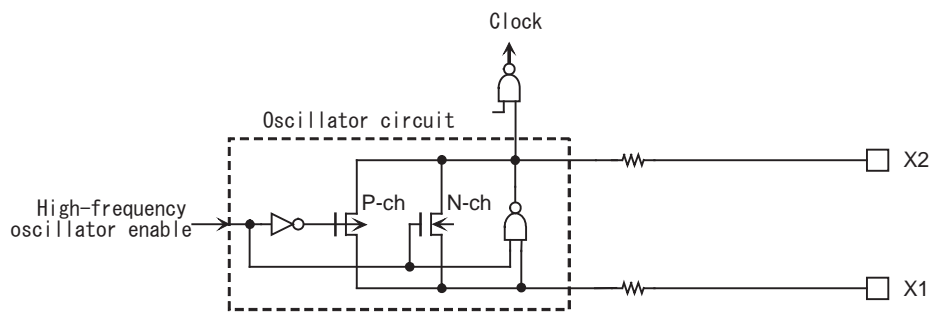 Clock
Oscillator circuit
X2
P-ch
N-ch
High-frequency
oscillator enable
X1